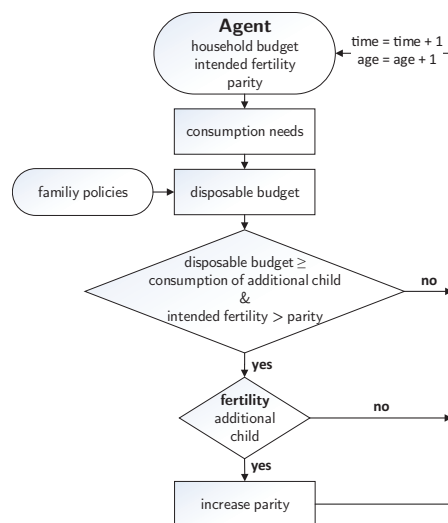 Agent
household budget
intended fertility
parity
time = time + 1
age = age + 1
consumption needs
familiy policies
disposable budget
disposable budget ≥
consumption of additional child
&
intended fertility > parity
no
yes
fertility
additional
child
no
yes
increase parity